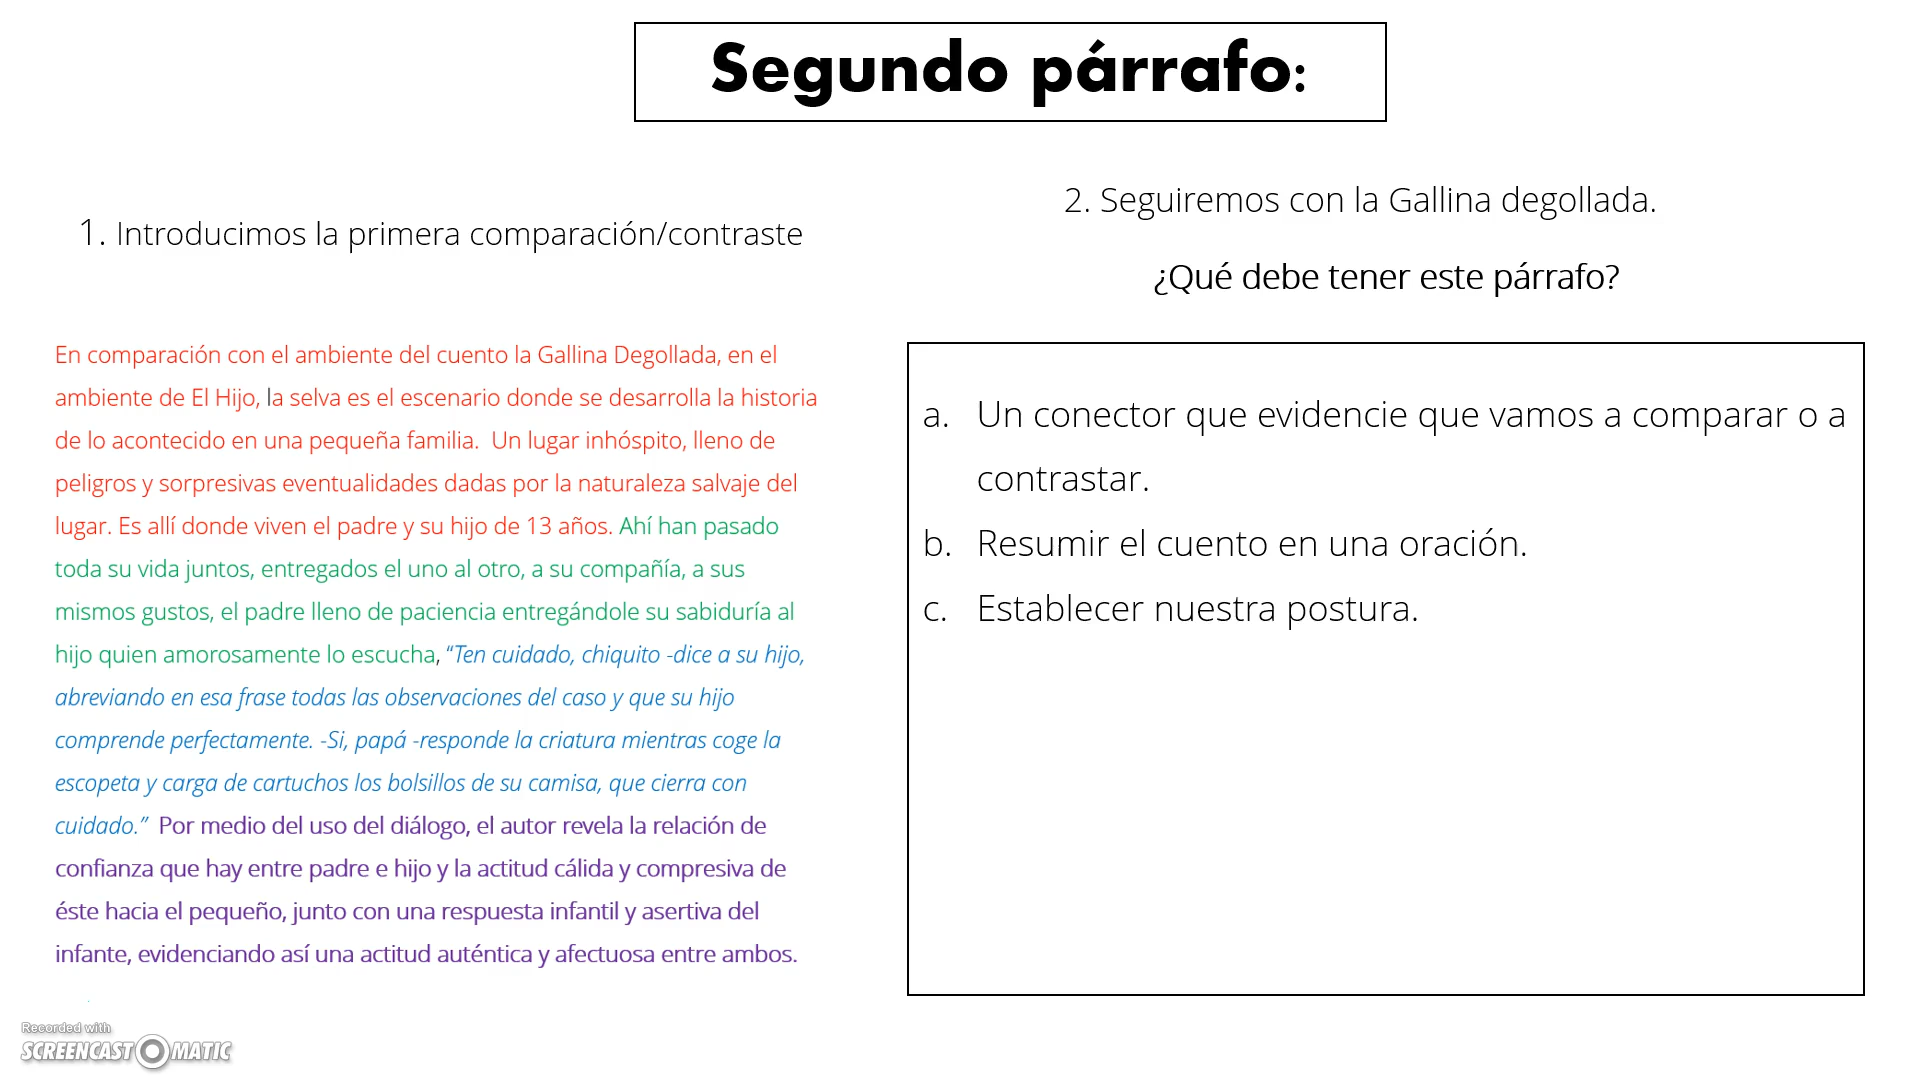 Segundo párrafo:
1. Introducimos la primera comparación/contraste
En comparación con el ambiente del cuento la Gallina Degollada, en el
ambiente de El Hijo, la selva es el escenario donde se desarrolla la historia
de lo acontecido en una pequeña familia.  Un lugar inhóspito, lleno de
peligros y sorpresivas eventualidades dadas por la naturaleza salvaje del
lugar. Es allí donde viven el padre y su hijo de 13 años. Ahí han pasado
toda su vida juntos, entregados el uno al otro, a su compañía, a sus
mismos gustos, el padre lleno de paciencia entregándole su sabiduría al
hijo quien amorosamente lo escucha, “Ten cuidado, chiquito -dice a su hijo,
abreviando en esa frase todas las observaciones del caso y que su hijo
comprende perfectamente. -Si, papá -responde la criatura mientras coge la
escopeta y carga de cartuchos los bolsillos de su camisa, que cierra con
cuidado.”  Por medio del uso del diálogo, el autor revela la relación de
confianza que hay entre padre e hijo y la actitud cálida y compresiva de
éste hacia el pequeño, junto con una respuesta infantil y asertiva del
infante, evidenciando así una actitud auténtica y afectuosa entre ambos.
2. Seguiremos con la Gallina degollada.
¿Qué debe tener este párrafo?
a. Un conector que evidencie que vamos a comparar o a
contrastar.
b. Resumir el cuento en una oración.
c. Establecer nuestra postura.
Recorded with
SCREENCAST MATIC